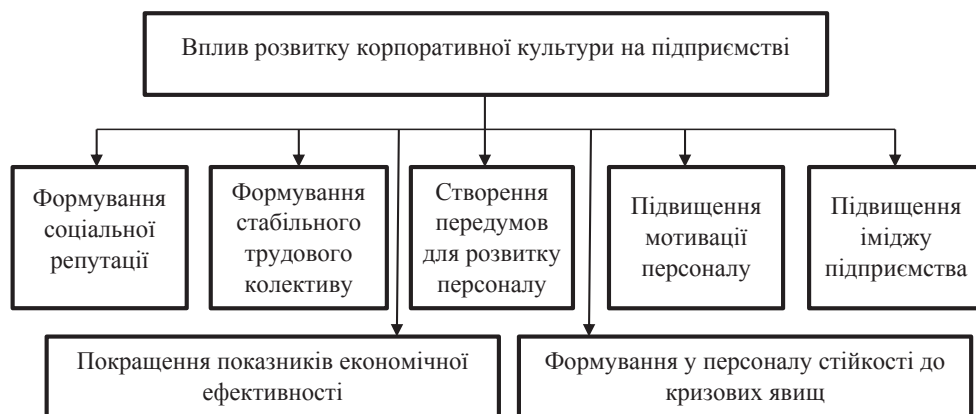 Вплив розвитку корпоративної культури на підприємстві
Формування
соціальної
репутації
Формування
стабільного
трудового
колективу
Створення
передумов
для розвитку
персоналу
Підвищення
мотивації
персоналу
Підвищення
іміджу
підприємства
Покращення показників економічної
ефективності
Формування у персоналу стійкості до
кризових явищ